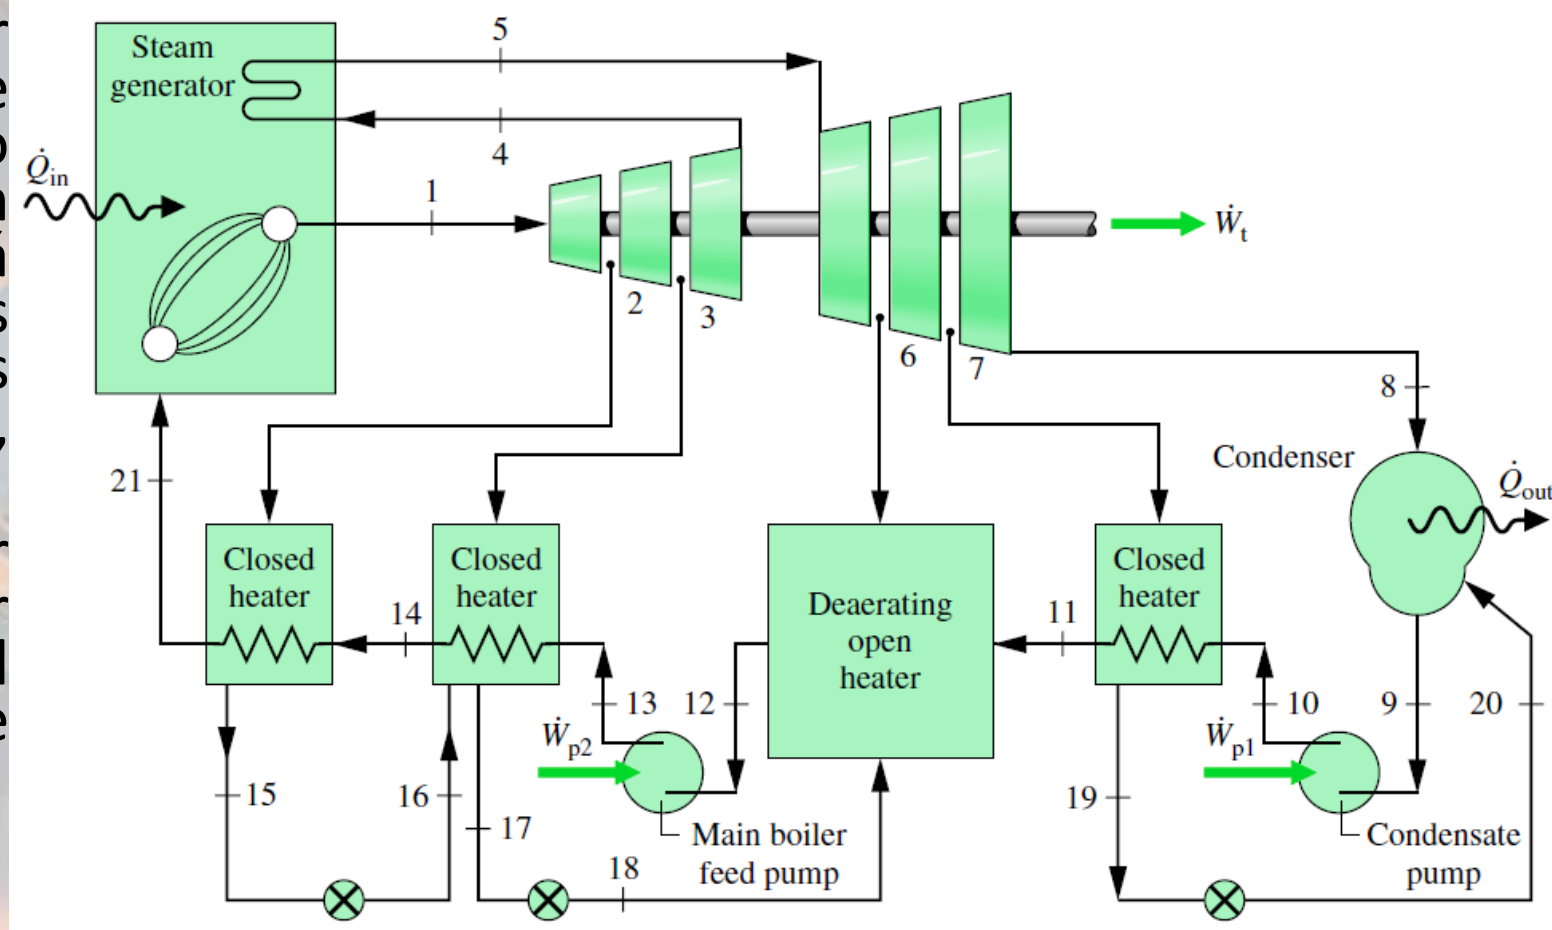 5
Steam
generator
4
Q̇in
1
Ẇt
2
3
6
7
8
21
Condenser
Q̇out
Closed
heater
14
Closed
heater
Deaerating
open
heater
11
Closed
heater
13
12
10
9
20
Ẇp2
Ẇp1
15
16
17
19
Main boiler
feed pump
Condensate
pump
18